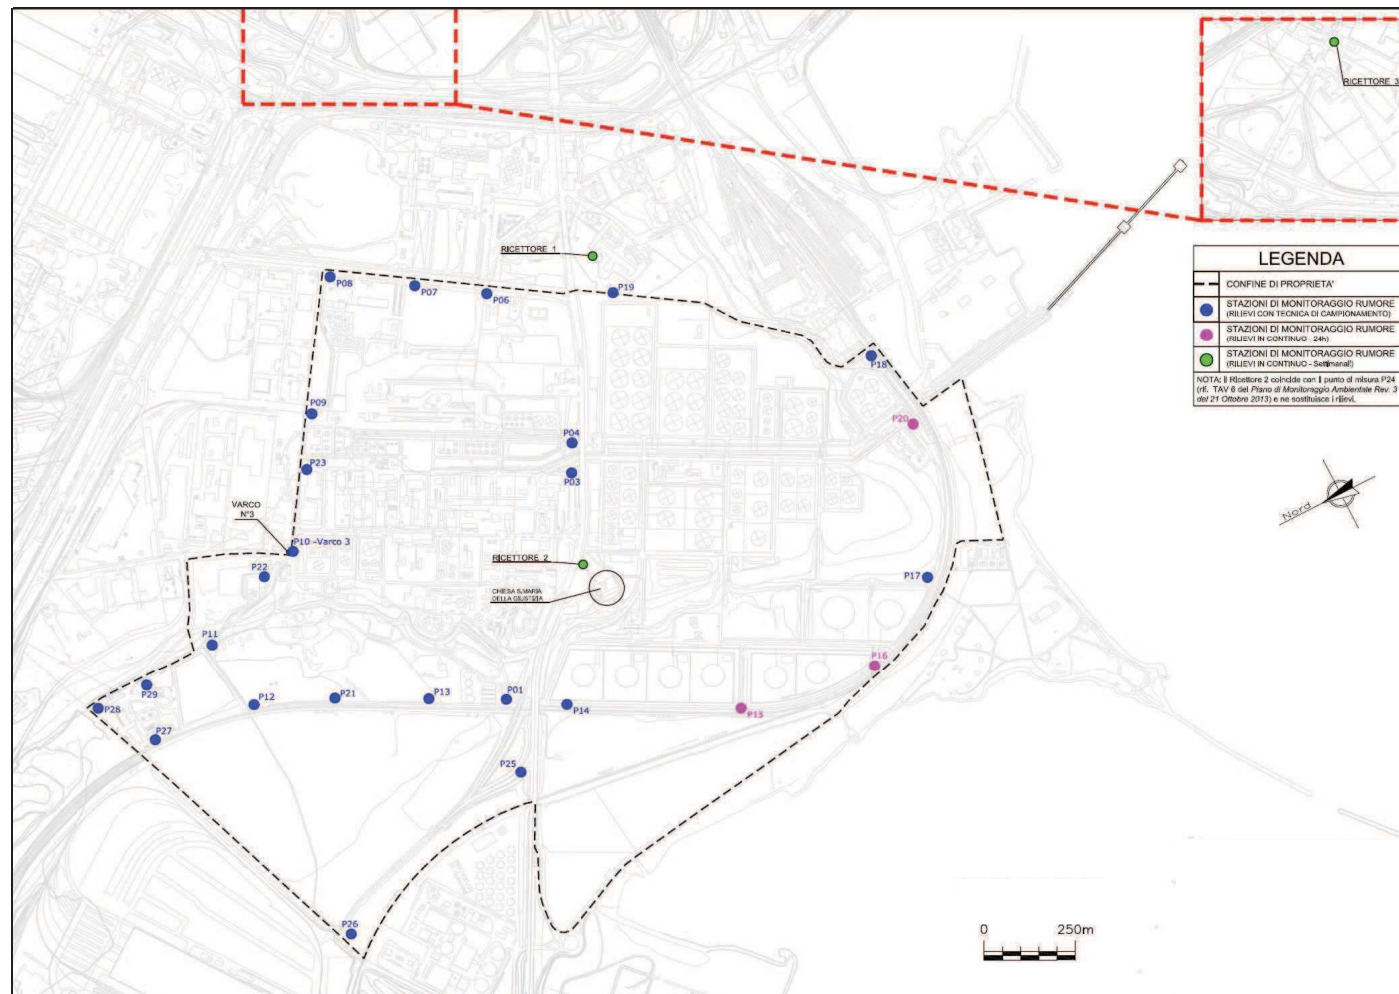 RICETTORE 3
RICETTORE 1
P08
P07
P06
P19
P18
P20
P09
P04
P23
P03
VARCO
N°3
P10 -Varco 3
RICETTORE 2
P22
CHIESA S.MARIA
DELLA GIUSTIZIA
P17
P11
P16
P29
P28
P12
P21
P13
P01
P14
P15
P27
P25
P26
LEGENDA
CONFINE DI PROPRIETA'
STAZIONI DI MONITORAGGIO RUMORE
(RILIEVI CON TECNICA DI CAMPIONAMENTO)
STAZIONI DI MONITORAGGIO RUMORE
(RILIEVI IN CONTINUO - 24h)
STAZIONI DI MONITORAGGIO RUMORE
(RILIEVI IN CONTINUO - Settimanali)
NOTA: Il Ricettore 2 coincide con il punto di misura P24
(rif. TAV 6 del Piano di Monitoraggio Ambientale Rev. 3
del 21 Ottobre 2013) e ne sostituisce i rilievi.
Nord
0 250m